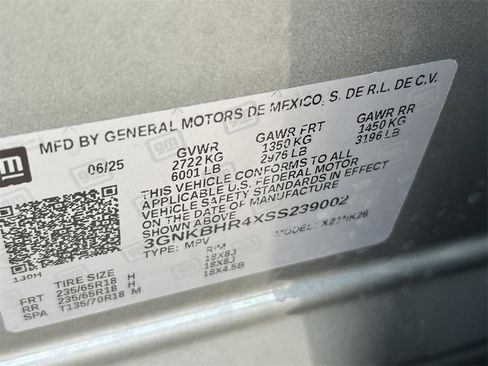 gm
MFD BY GENERAL MOTORS DE MEXICO, S. DE R.L. DE C.V.
06/25 GVWR GAWR FRT GAWR RR
2722 KG 1350 KG 1450 KG
6001 LB 2976 LB 3196 LB
THIS VEHICLE CONFORMS TO ALL
APPLICABLE U.S. FEDERAL MOTOR
VEHICLE SAFETY STANDARDS IN EFFECT
ON THE DATE OF MANUFACTURE
SHOWN ABOVE
3GNKBHR4XSS239002
TYPE: MPV MODEL:
130H
TIRE SIZE RIM
FRT 235/65R18 H 18X8J
RR 235/65R18 H 18X8J
SPA T135/70R18 M 18X4.5B